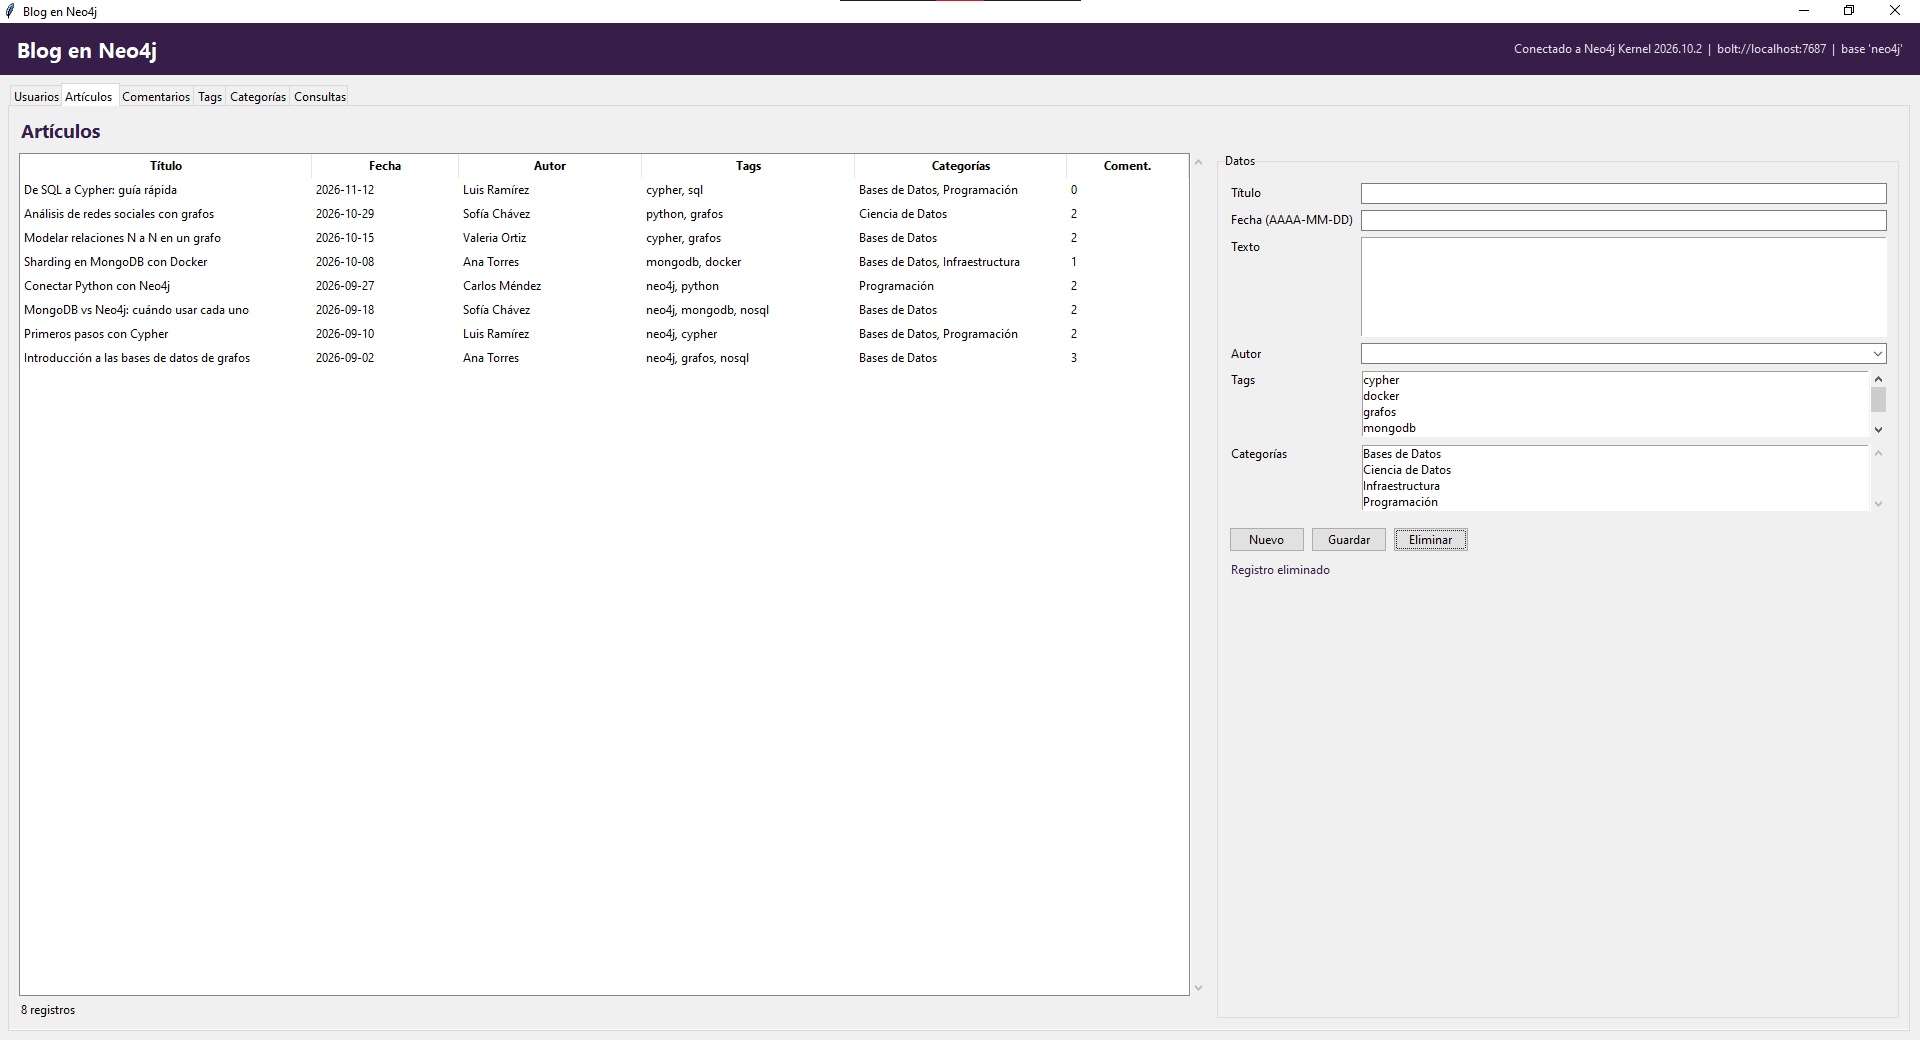 Blog en Neo4j
Blog en Neo4j
Conectado a Neo4j Kernel 2026.10.2 | bolt://localhost:7687 | base 'neo4j'
Usuarios Artículos Comentarios Tags Categorías Consultas
Artículos
Título Fecha Autor Tags Categorías Coment.
De SQL a Cypher: guía rápida 2026-11-12 Luis Ramírez cypher, sql Bases de Datos, Programación 0
Análisis de redes sociales con grafos 2026-10-29 Sofía Chávez python, grafos Ciencia de Datos 2
Modelar relaciones N a N en un grafo 2026-10-15 Valeria Ortiz cypher, grafos Bases de Datos 2
Sharding en MongoDB con Docker 2026-10-08 Ana Torres mongodb, docker Bases de Datos, Infraestructura 1
Conectar Python con Neo4j 2026-09-27 Carlos Méndez neo4j, python Programación 2
MongoDB vs Neo4j: cuándo usar cada uno 2026-09-18 Sofía Chávez neo4j, mongodb, nosql Bases de Datos 2
Primeros pasos con Cypher 2026-09-10 Luis Ramírez neo4j, cypher Bases de Datos, Programación 2
Introducción a las bases de datos de grafos 2026-09-02 Ana Torres neo4j, grafos, nosql Bases de Datos 3
8 registros
Datos
Título
Fecha (AAAA-MM-DD)
Texto
Autor
Tags
cypher
docker
grafos
mongodb
Categorías
Bases de Datos
Ciencia de Datos
Infraestructura
Programación
Nuevo Guardar Eliminar
Registro eliminado